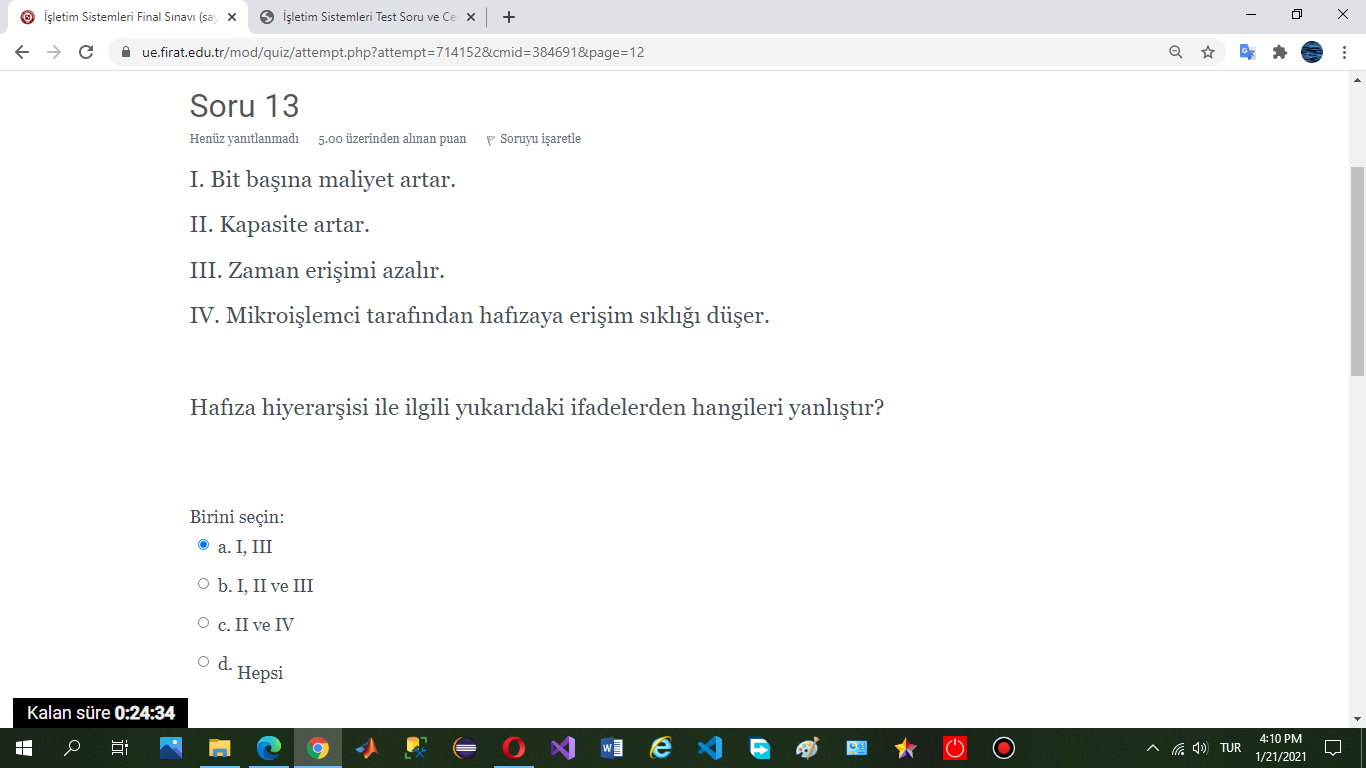 İşletim Sistemleri Final Sınavı (say
İşletim Sistemleri Test Soru ve Ce
ue.firat.edu.tr/mod/quiz/attempt.php?attempt=714152&cmid=384691&page=12
Soru 13
Henüz yanıtlanmadı 5.00 üzerinden alınan puan Soruyu işaretle
I. Bit başına maliyet artar.
II. Kapasite artar.
III. Zaman erişimi azalır.
IV. Mikroişlemci tarafından hafızaya erişim sıklığı düşer.
Hafıza hiyerarşisi ile ilgili yukarıdaki ifadelerden hangileri yanlıştır?
Birini seçin:
a. I, III
b. I, II ve III
c. II ve IV
d. Hepsi
Kalan süre 0:24:34
TUR
4:10 PM
1/21/2021